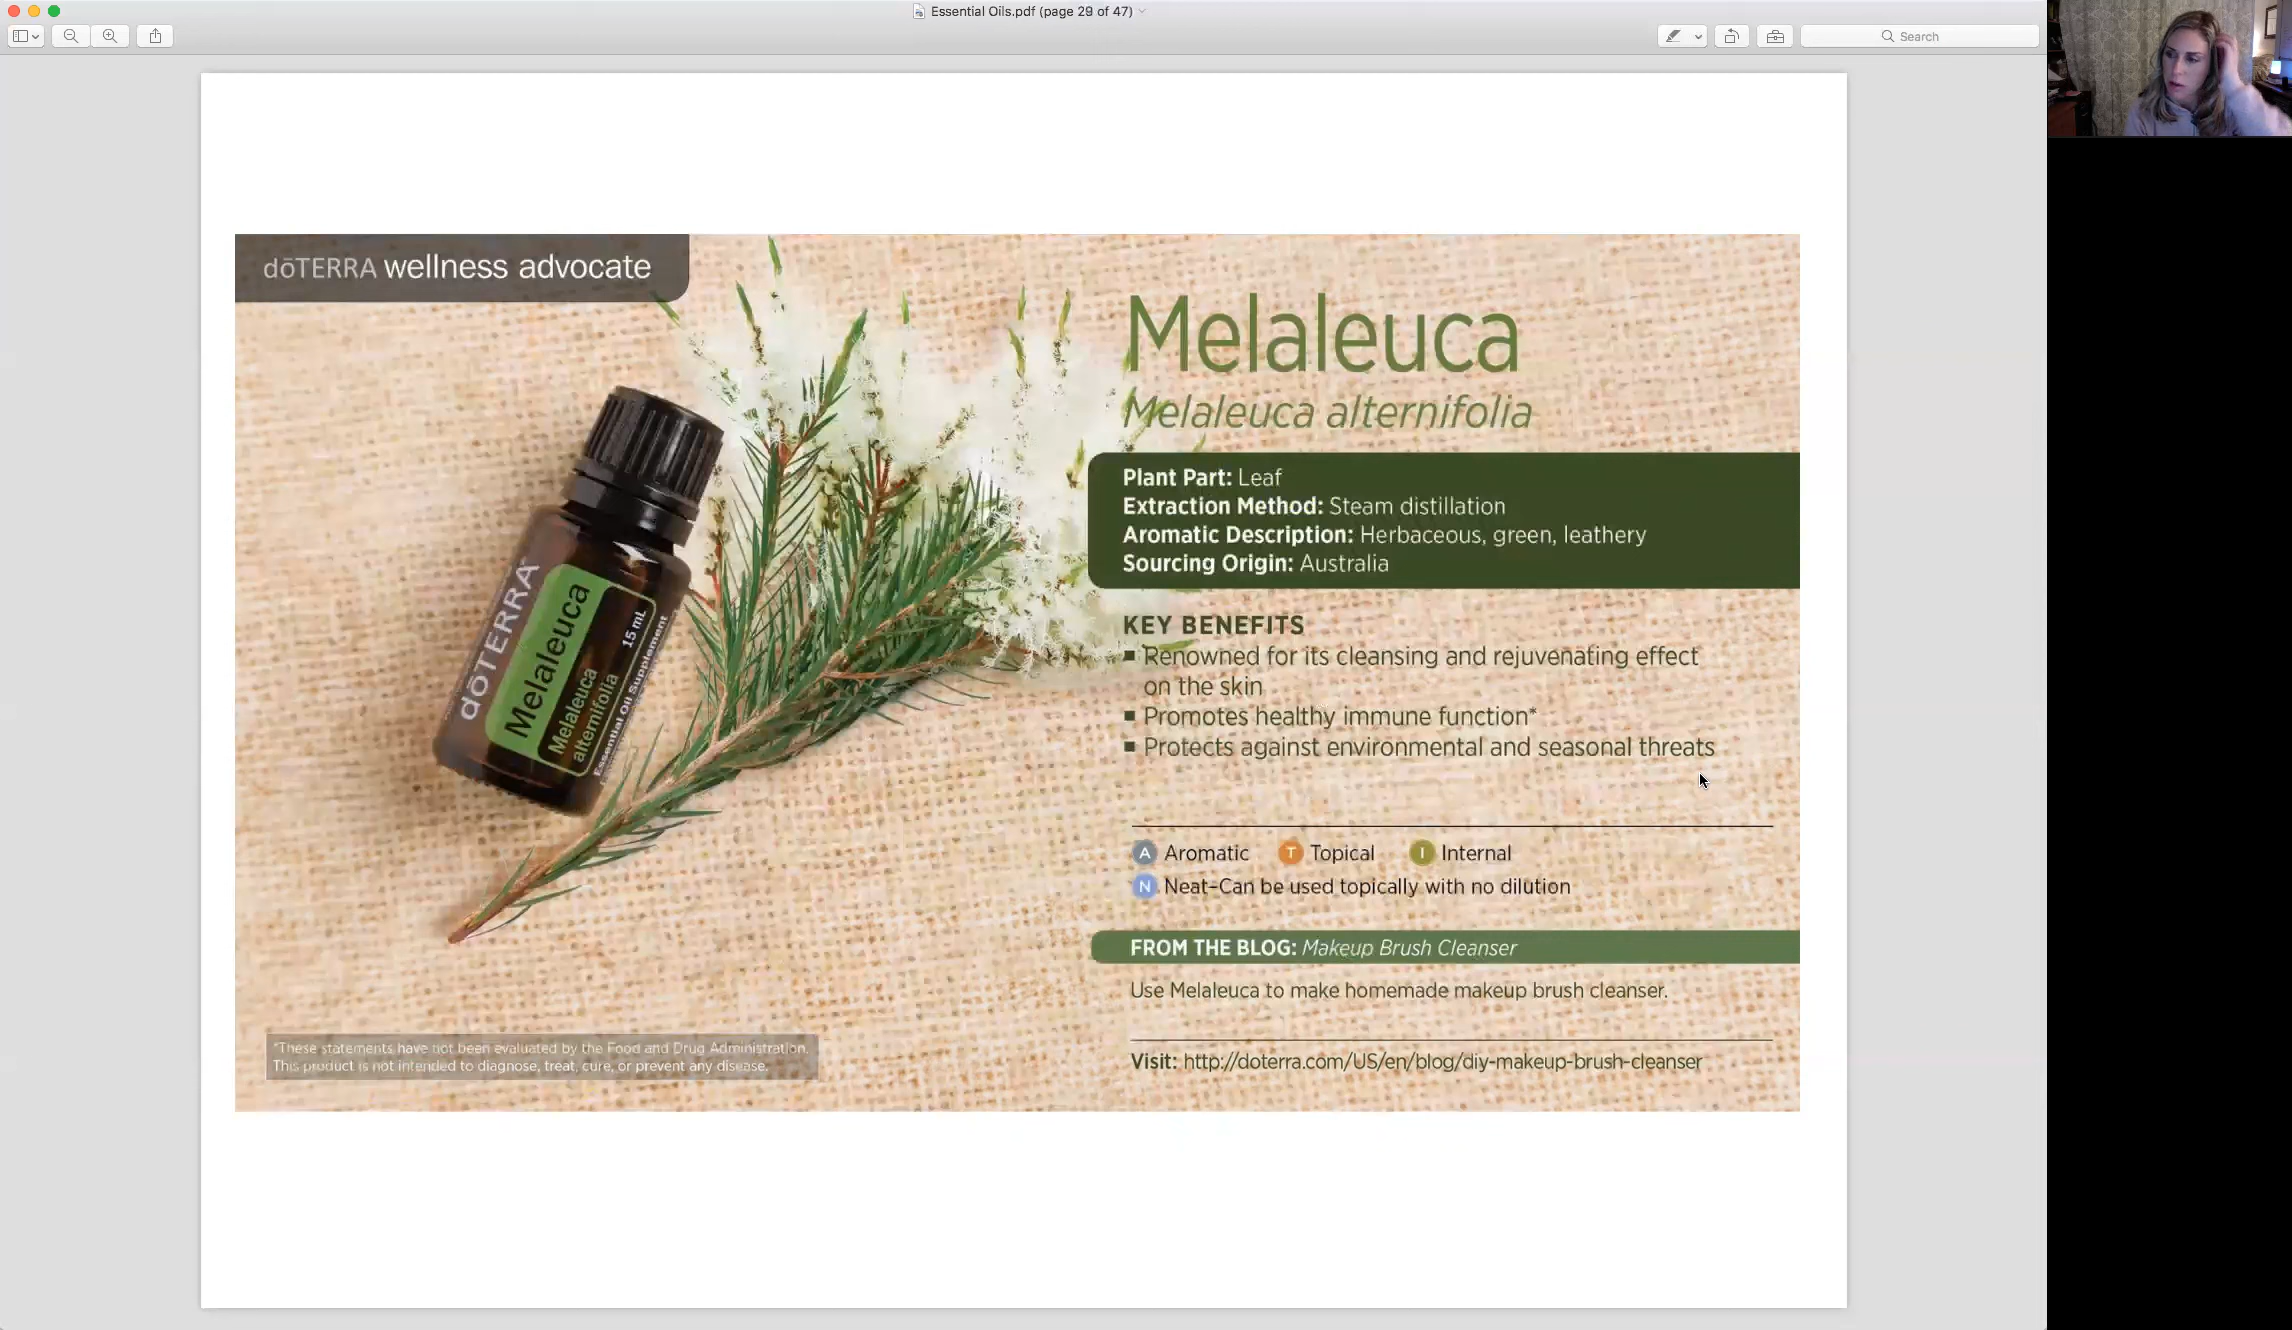 Essential Oils.pdf (page 29 of 47)
Search
dōTERRA wellness advocate
Melaleuca
Melaleuca alternifolia
Plant Part: Leaf
Extraction Method: Steam distillation
Aromatic Description: Herbaceous, green, leathery
Sourcing Origin: Australia
KEY BENEFITS
▪ Renowned for its cleansing and rejuvenating effect
on the skin
▪ Promotes healthy immune function*
▪ Protects against environmental and seasonal threats
A Aromatic T Topical I Internal
N Neat–Can be used topically with no dilution
FROM THE BLOG: Makeup Brush Cleanser
Use Melaleuca to make homemade makeup brush cleanser.
Visit: http://doterra.com/US/en/blog/diy-makeup-brush-cleanser
dōTERRA
Melaleuca
Melaleuca
alternifolia
15 mL
Essential Oil Supplement
*These statements have not been evaluated by the Food and Drug Administration.
This product is not intended to diagnose, treat, cure, or prevent any disease.